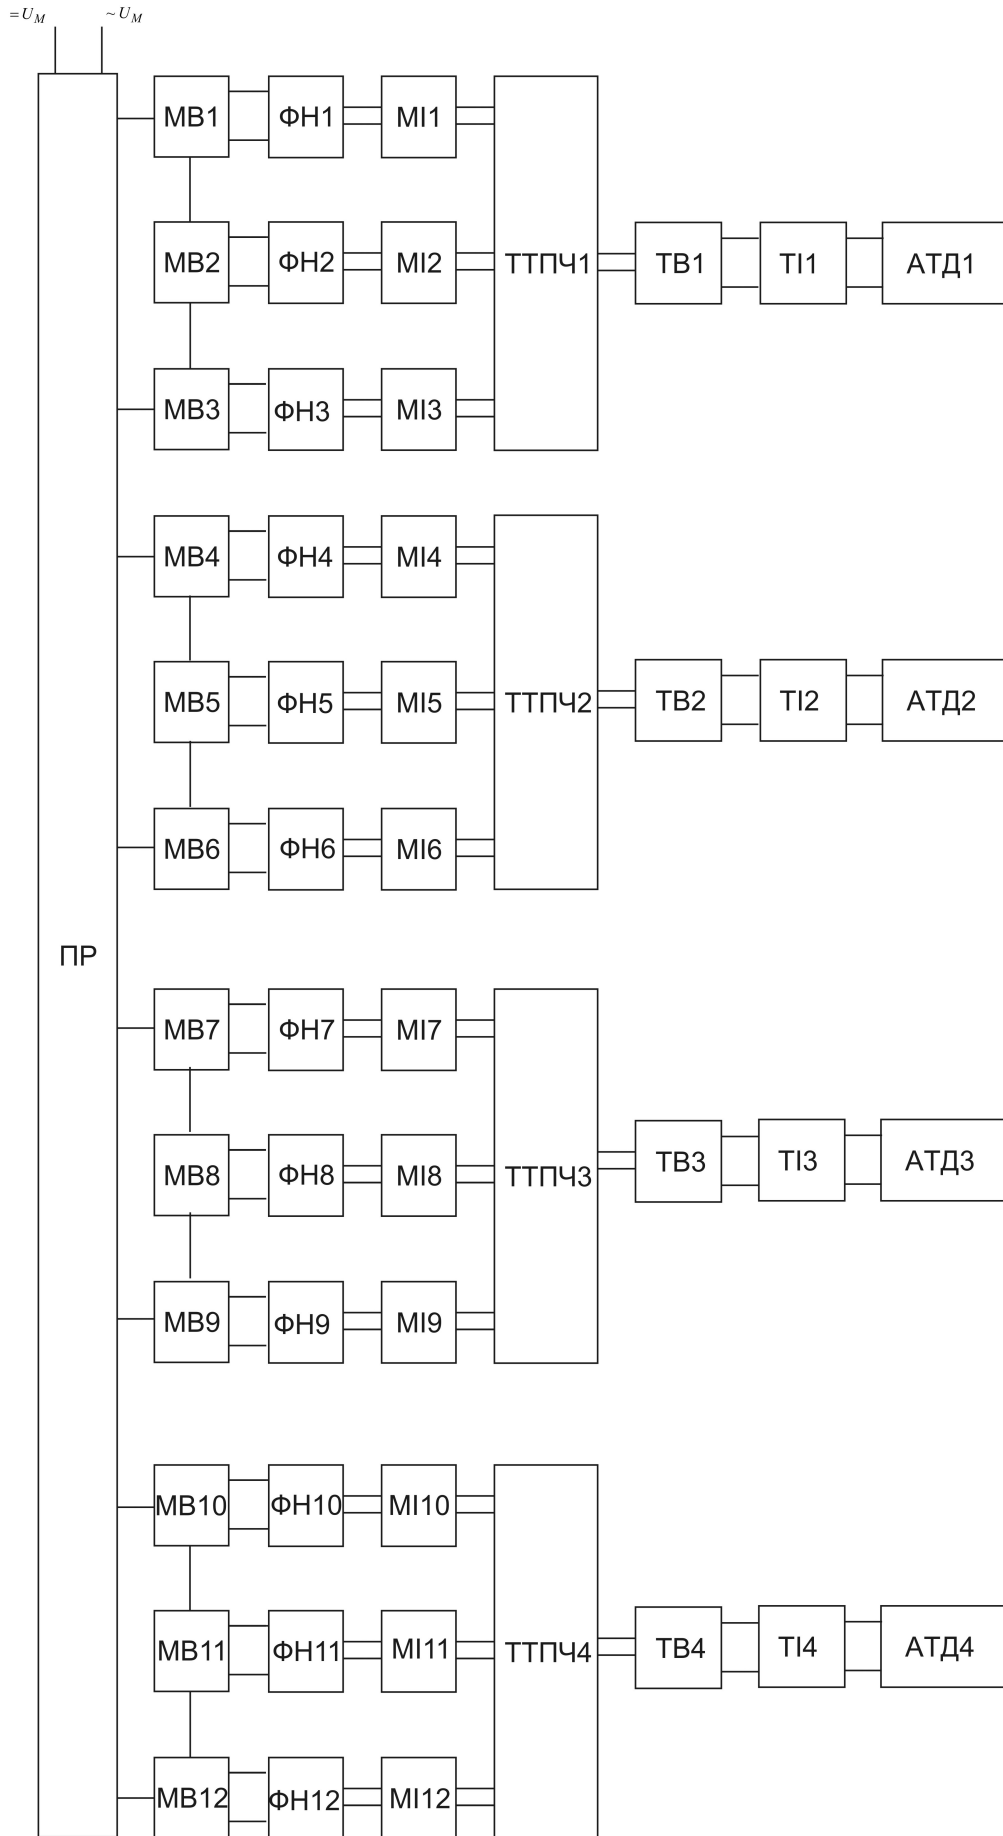 =U_M ~U_M
МВ1 ФН1 МІ1
МВ2 ФН2 МІ2 ТТПЧ1 ТВ1 ТІ1 АТД1
МВ3 ФН3 МІ3
МВ4 ФН4 МІ4
МВ5 ФН5 МІ5 ТТПЧ2 ТВ2 ТІ2 АТД2
МВ6 ФН6 МІ6
ПР
МВ7 ФН7 МІ7
МВ8 ФН8 МІ8 ТТПЧ3 ТВ3 ТІ3 АТД3
МВ9 ФН9 МІ9
МВ10 ФН10 МІ10
МВ11 ФН11 МІ11 ТТПЧ4 ТВ4 ТІ4 АТД4
МВ12 ФН12 МІ12